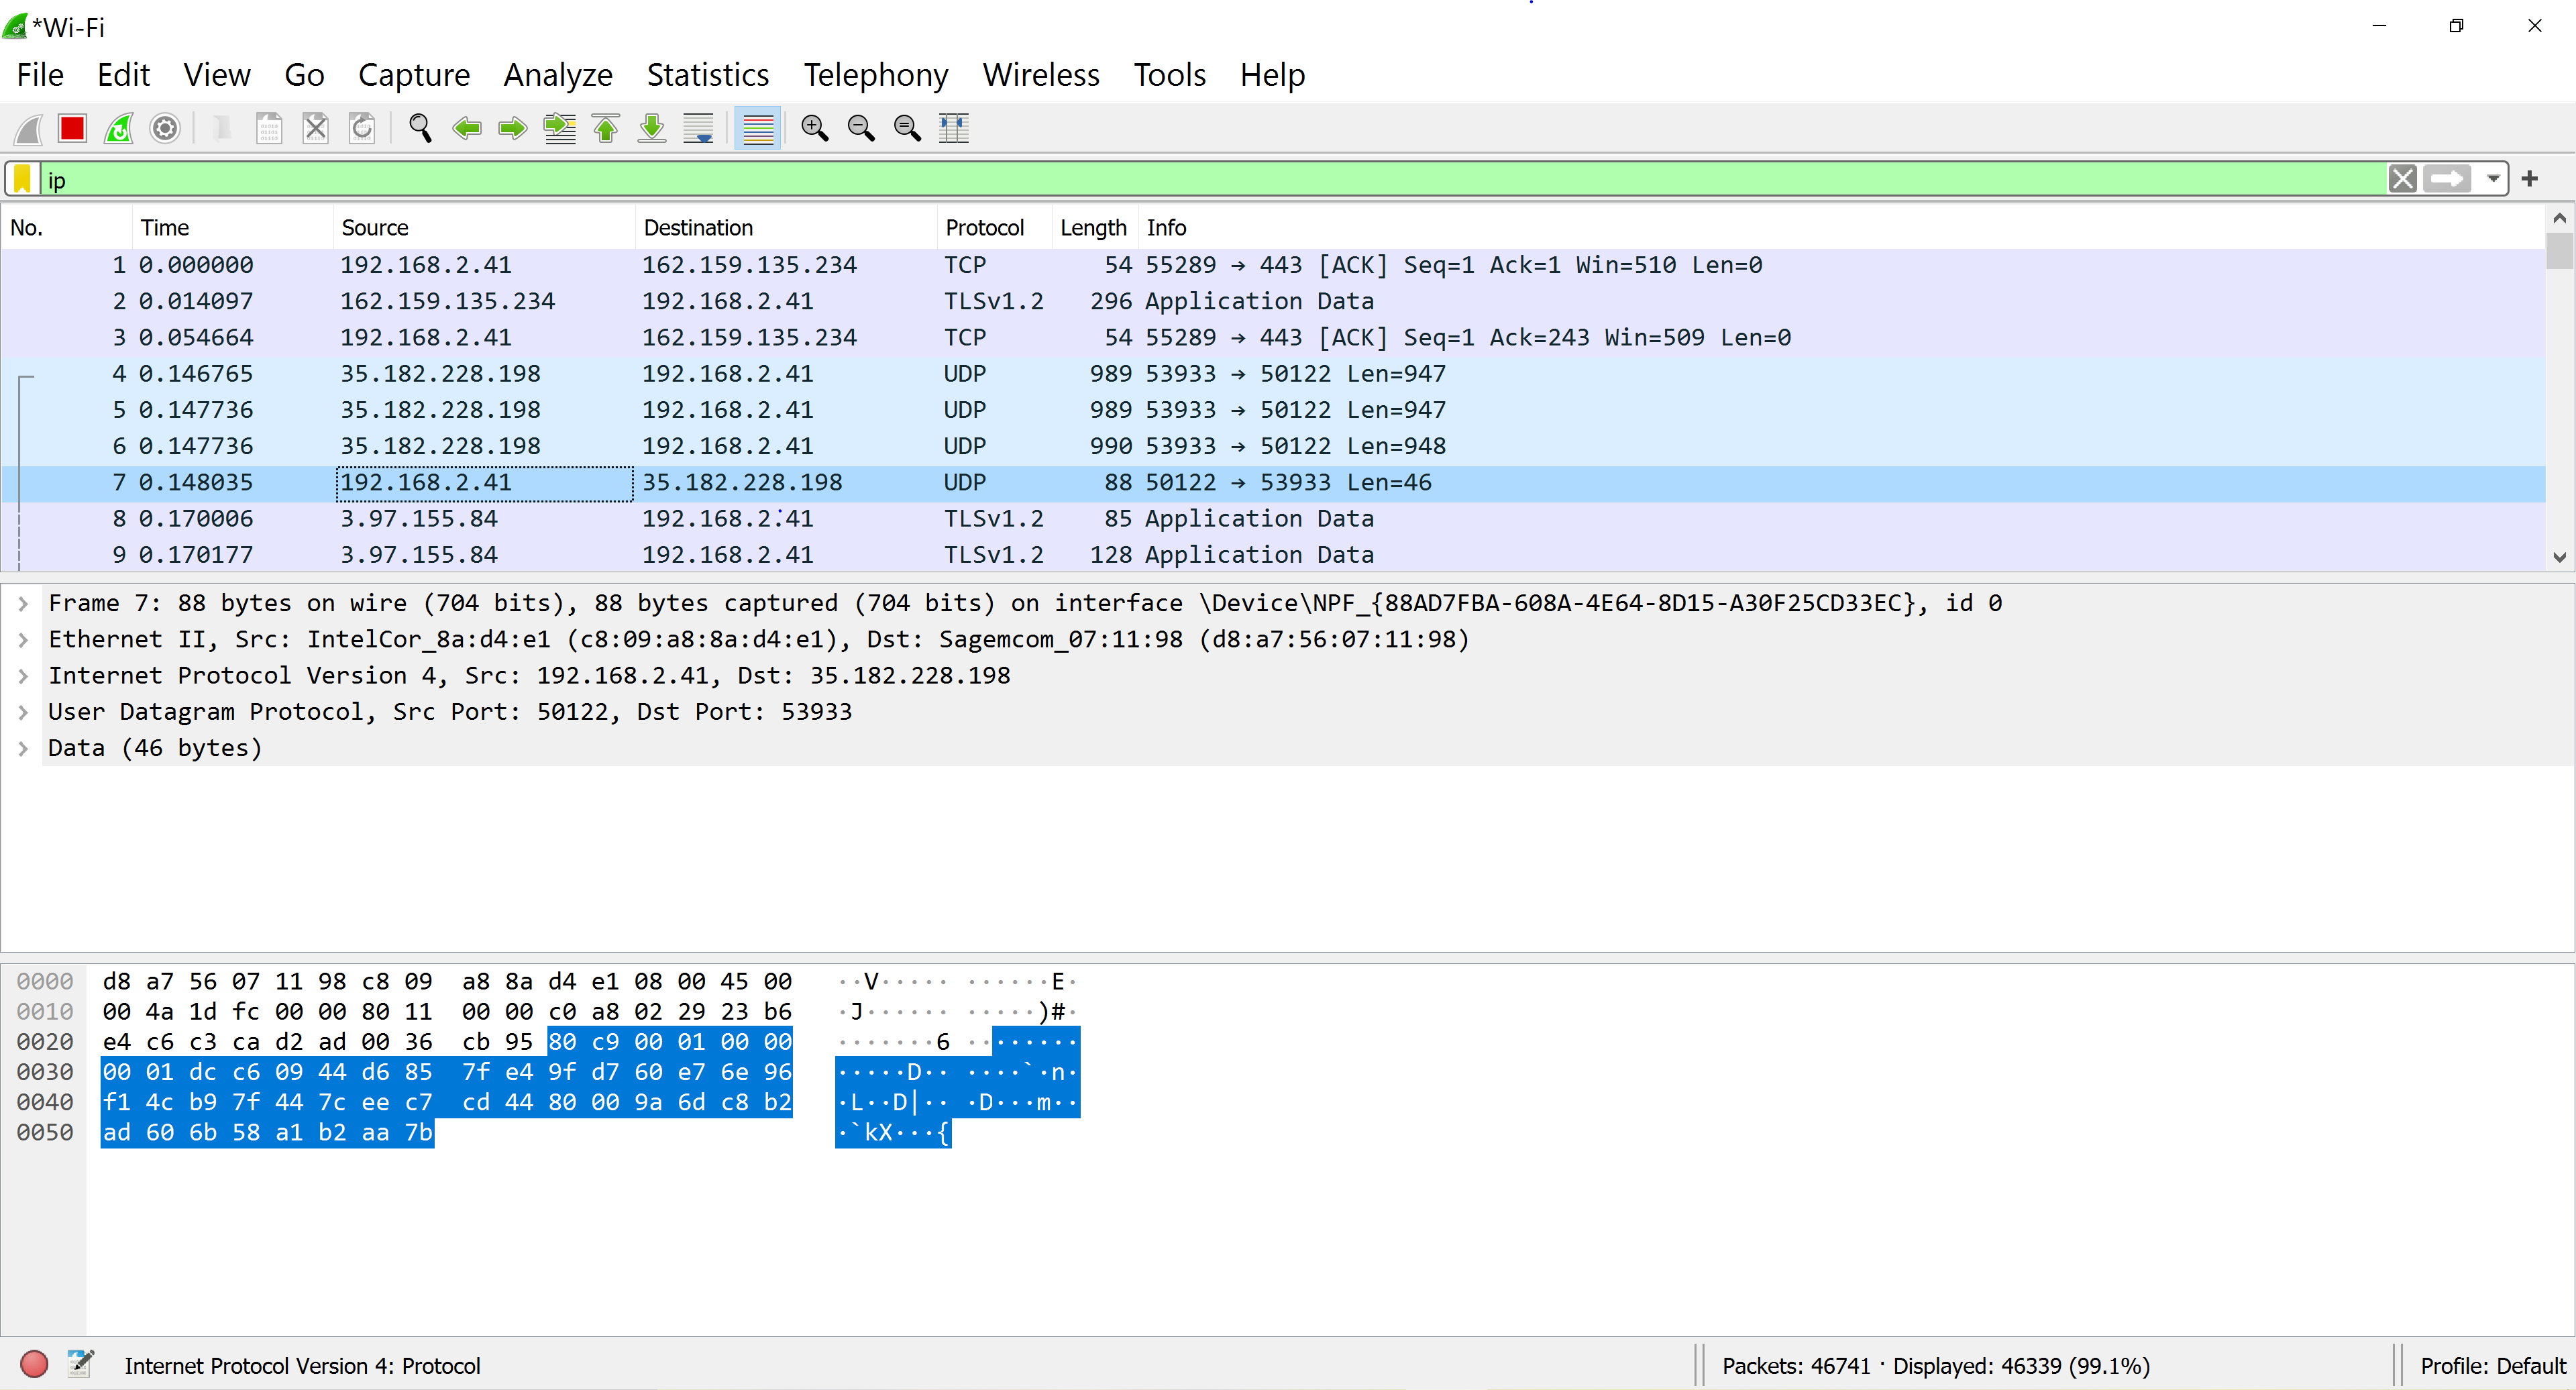 *Wi-Fi
File Edit View Go Capture Analyze Statistics Telephony Wireless Tools Help
ip
No. Time Source Destination Protocol Length Info
1 0.000000 192.168.2.41 162.159.135.234 TCP 54 55289 → 443 [ACK] Seq=1 Ack=1 Win=510 Len=0
2 0.014097 162.159.135.234 192.168.2.41 TLSv1.2 296 Application Data
3 0.054664 192.168.2.41 162.159.135.234 TCP 54 55289 → 443 [ACK] Seq=1 Ack=243 Win=509 Len=0
4 0.146765 35.182.228.198 192.168.2.41 UDP 989 53933 → 50122 Len=947
5 0.147736 35.182.228.198 192.168.2.41 UDP 989 53933 → 50122 Len=947
6 0.147736 35.182.228.198 192.168.2.41 UDP 990 53933 → 50122 Len=948
7 0.148035 192.168.2.41 35.182.228.198 UDP 88 50122 → 53933 Len=46
8 0.170006 3.97.155.84 192.168.2.41 TLSv1.2 85 Application Data
9 0.170177 3.97.155.84 192.168.2.41 TLSv1.2 128 Application Data
Frame 7: 88 bytes on wire (704 bits), 88 bytes captured (704 bits) on interface \Device\NPF_{88AD7FBA-608A-4E64-8D15-A30F25CD33EC}, id 0
Ethernet II, Src: IntelCor_8a:d4:e1 (c8:09:a8:8a:d4:e1), Dst: Sagemcom_07:11:98 (d8:a7:56:07:11:98)
Internet Protocol Version 4, Src: 192.168.2.41, Dst: 35.182.228.198
User Datagram Protocol, Src Port: 50122, Dst Port: 53933
Data (46 bytes)
0000 d8 a7 56 07 11 98 c8 09 a8 8a d4 e1 08 00 45 00 ··V····· ······E·
0010 00 4a 1d fc 00 00 80 11 00 00 c0 a8 02 29 23 b6 ·J······ ·····)#·
0020 e4 c6 c3 ca d2 ad 00 36 cb 95 80 c9 00 01 00 00 ·······6 ········
0030 00 01 dc c6 09 44 d6 85 7f e4 9f d7 60 e7 6e 96 ·····D·· ····`·n·
0040 f1 4c b9 7f 44 7c ee c7 cd 44 80 00 9a 6d c8 b2 ·L··D|·· ·D···m··
0050 ad 60 6b 58 a1 b2 aa 7b ·`kX···{
Internet Protocol Version 4: Protocol Packets: 46741 · Displayed: 46339 (99.1%) Profile: Default